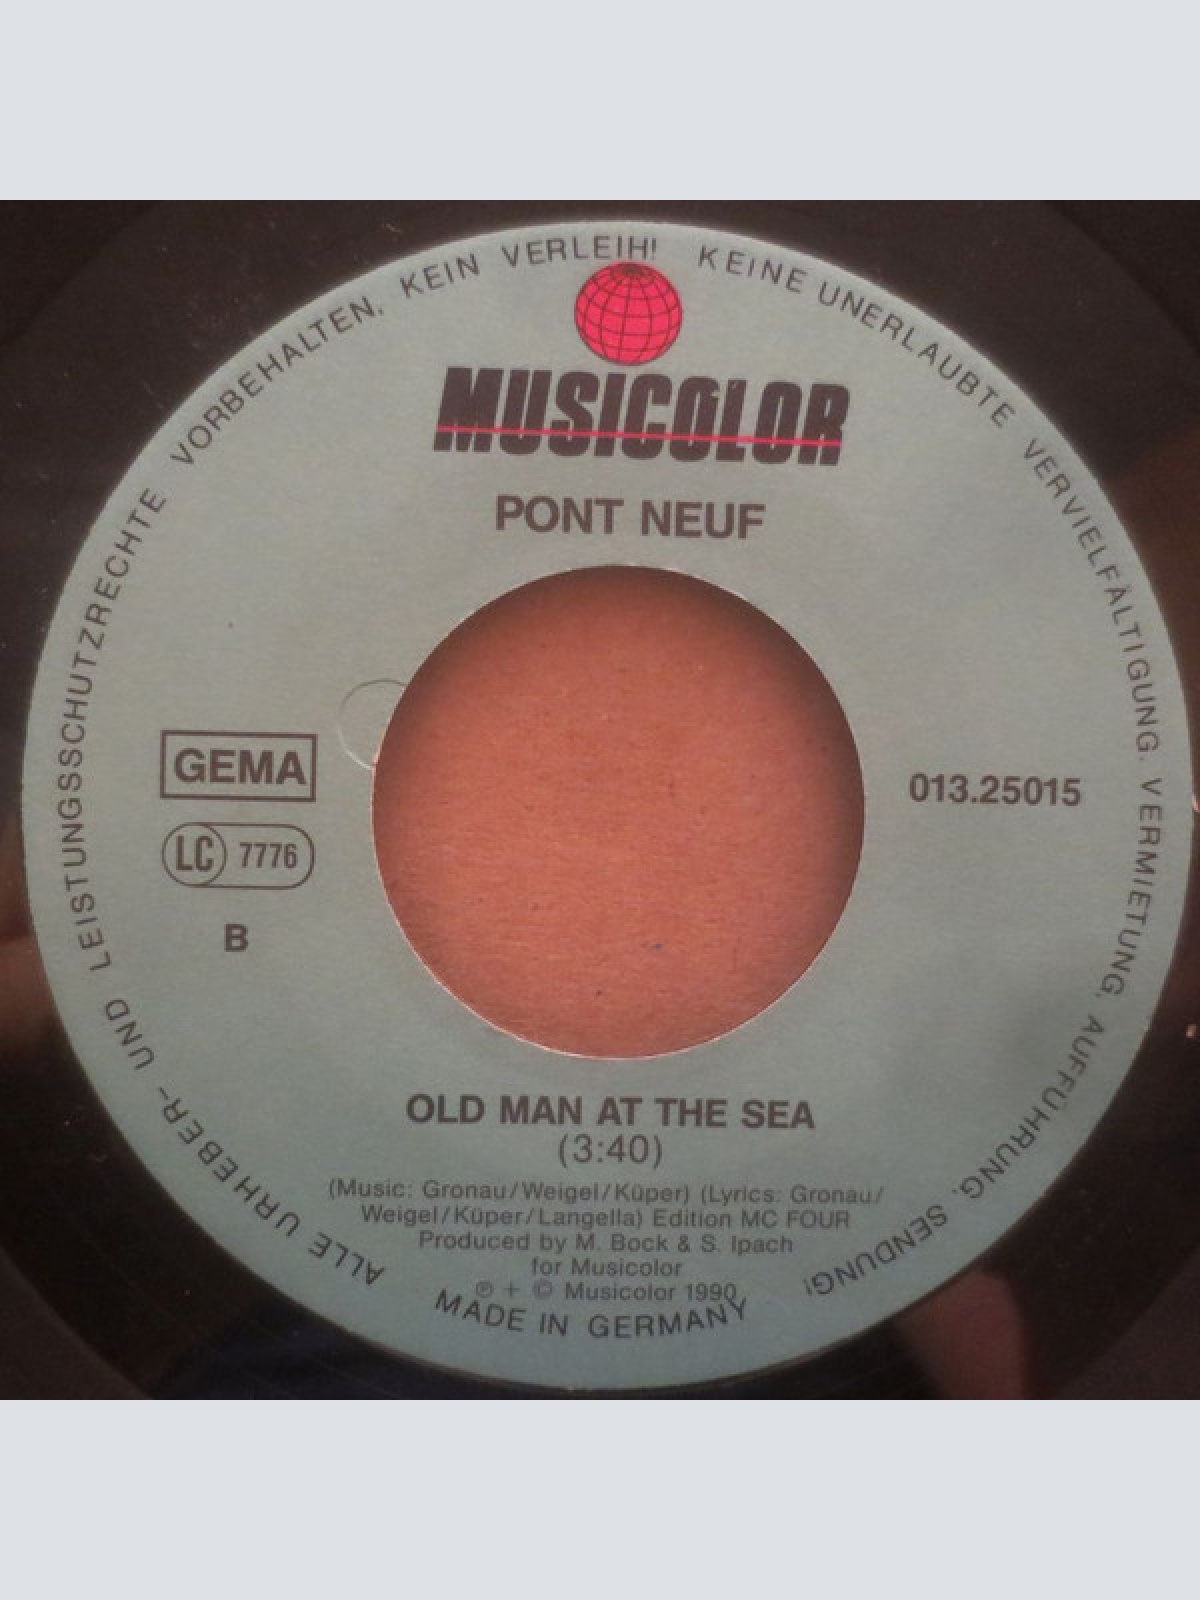 ALLE URHEBER- UND LEISTUNGSSCHUTZRECHTE VORBEHALTEN. KEIN VERLEIH! KEINE UNERLAUBTE VERVIELFÄLTIGUNG. VERMIETUNG. AUFFÜHRUNG. SENDUNG!
MUSICOLOR
PONT NEUF
GEMA
LC 7776
B
013.25015
OLD MAN AT THE SEA
(3:40)
(Music: Gronau/Weigel/Küper) (Lyrics: Gronau/
Weigel/Küper/Langella) Edition MC FOUR
Produced by M. Bock & S. Ipach
for Musicolor
℗ + © Musicolor 1990
MADE IN GERMANY